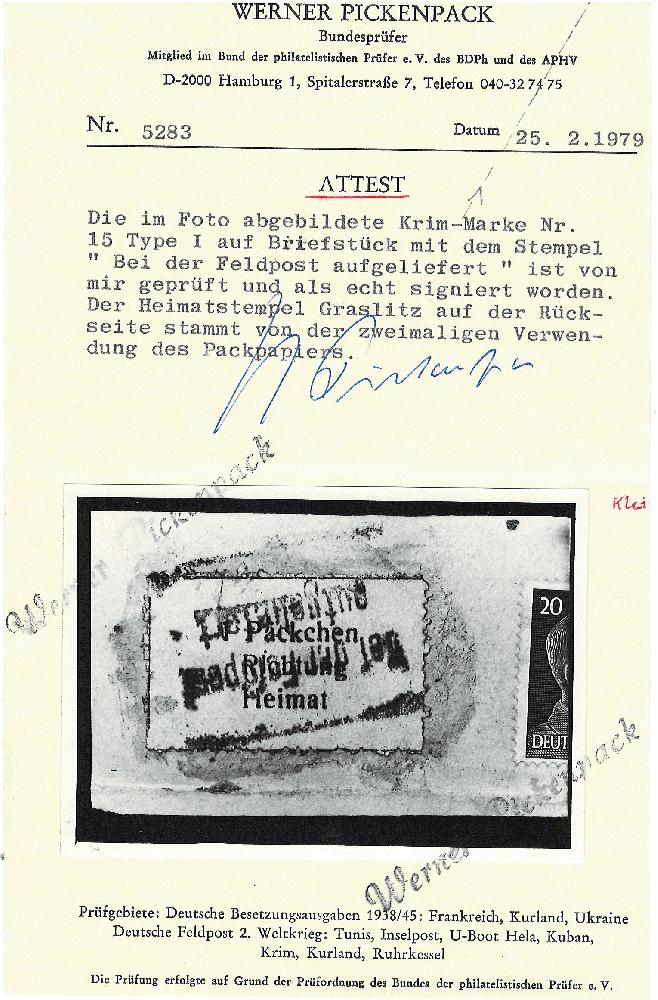 WERNER PICKENPACK
Bundesprüfer
Mitglied im Bund der philatelistischen Prüfer e. V. des BDPh und des APHV
D-2000 Hamburg 1, Spitalerstraße 7, Telefon 040-32 74 75
Nr. 5283 Datum 25. 2.1979
ATTEST
Die im Foto abgebildete Krim-Marke Nr.
15 Type I auf Briefstück mit dem Stempel
" Bei der Feldpost aufgeliefert " ist von
mir geprüft und als echt signiert worden.
Der Heimatstempel Graslitz auf der Rück-
seite stammt von der zweimaligen Verwen-
dung des Packpapiers.
Werner Pickenpack
Klei
Päckchen
Richtung
Heimat
20
DEUT
Werner Pickenpack
Prüfgebiete: Deutsche Besetzungsausgaben 1938/45: Frankreich, Kurland, Ukraine
Deutsche Feldpost 2. Weltkrieg: Tunis, Inselpost, U-Boot Hela, Kuban,
Krim, Kurland, Ruhrkessel
Die Prüfung erfolgte auf Grund der Prüfordnung des Bundes der philatelistischen Prüfer e. V.